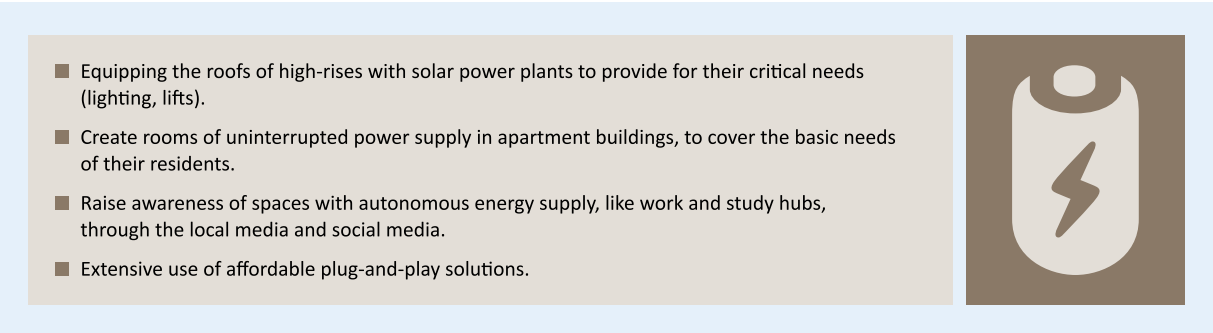 Equipping the roofs of high-rises with solar power plants to provide for their critical needs
(lighting, lifts).
Create rooms of uninterrupted power supply in apartment buildings, to cover the basic needs
of their residents.
Raise awareness of spaces with autonomous energy supply, like work and study hubs,
through the local media and social media.
Extensive use of affordable plug-and-play solutions.